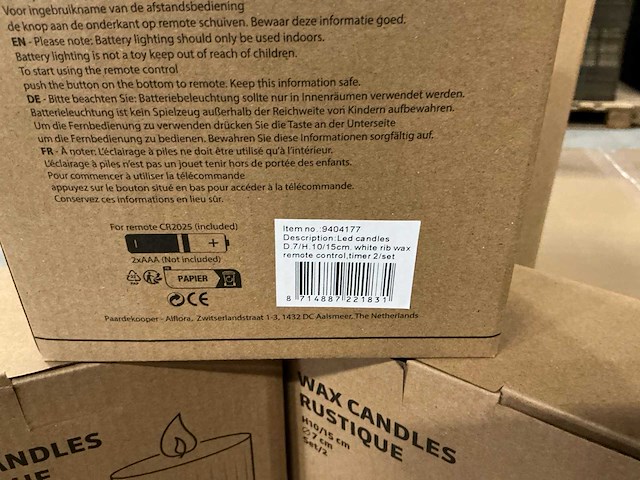 Voor ingebruikname van de afstandsbediening
de knop aan de onderkant op remote schuiven. Bewaar deze informatie goed.
EN - Please note: Battery lighting should only be used indoors.
Battery lighting is not a toy keep out of reach of children.
To start using the remote control
push the button on the bottom to remote. Keep this information safe.
DE - Bitte beachten Sie: Batteriebeleuchtung sollte nur in Innenräumen verwendet werden.
Batterieleuchtung ist kein Spielzeug außerhalb der Reichweite von Kindern aufbewahren.
Um die Fernbedienung zu verwenden drücken Sie die Taste an der Unterseite
um die Fernbedienung zu bedienen. Bewahren Sie diese Informationen sorgfältig auf.
FR - A noter: L'éclairage à piles ne doit être utilisé qu'à l'intérieur.
L'éclairage à piles n'est pas un jouet tenir hors de portée des enfants.
Pour commencer à utiliser la télécommande
appuyez sur le bouton situé en bas pour accéder à la télécommande.
Conservez ces informations en lieu sûr.
For remote CR2025 (included)
+
2xAAA (Not included)
PAPIER
CE
Item no.:9404177
Description:Led candles
D.7/H.10/15cm. white rib wax
remote control,timer 2/set
8 714887 221831
Paardekooper - Alflora, Zwitserlandstraat 1-3, 1432 DC Aalsmeer, The Netherlands
WAX CANDLES
RUSTIQUE
H10/15 cm
Ø 7 cm
Set/2
ANDLES
UE